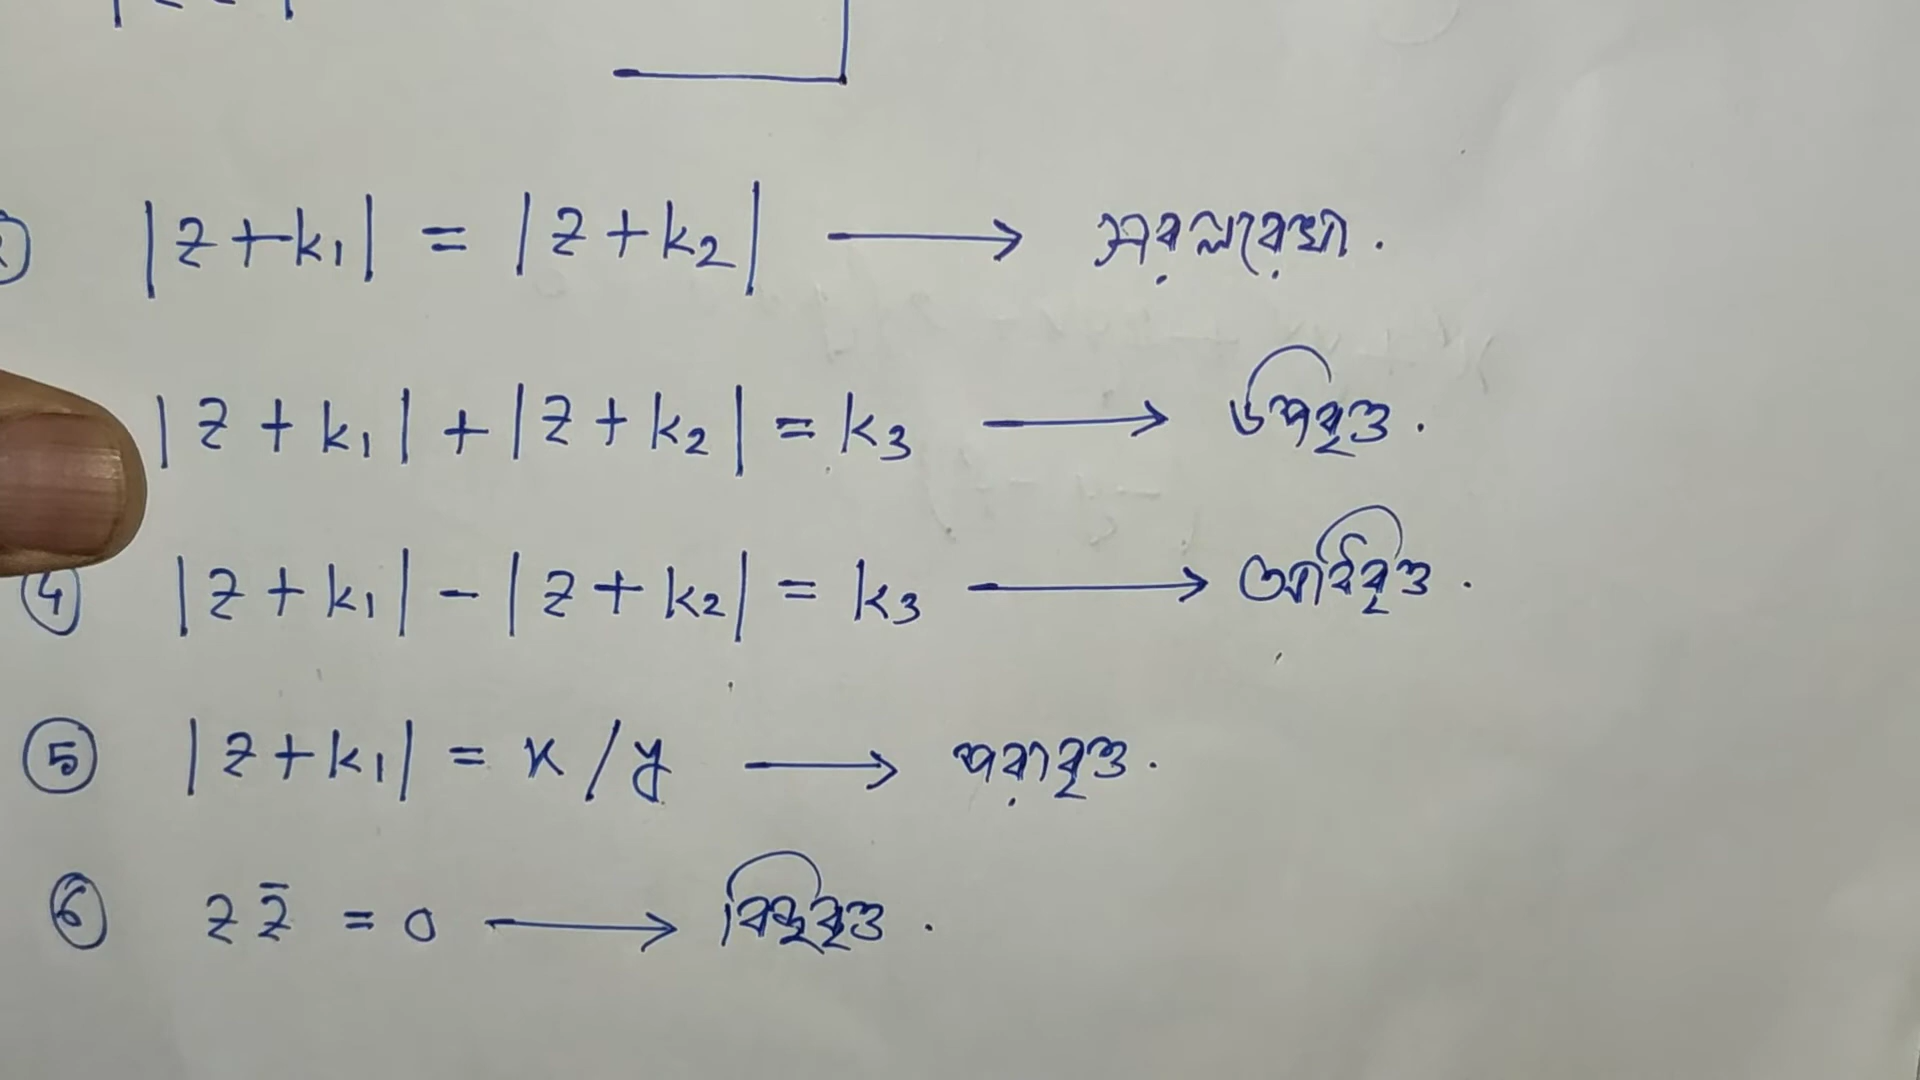 |z+k₁| = |z+k₂| ⟶ সরলরেখা.
|z+k₁| + |z+k₂| = k₃ ⟶ উপবৃত্ত.
④ |z+k₁| - |z+k₂| = k₃ ⟶ অধিবৃত্ত.
⑤ |z+k₁| = x/y ⟶ পরাবৃত্ত.
⑥ z z̄ = 0 ⟶ বিন্দুবৃত্ত.